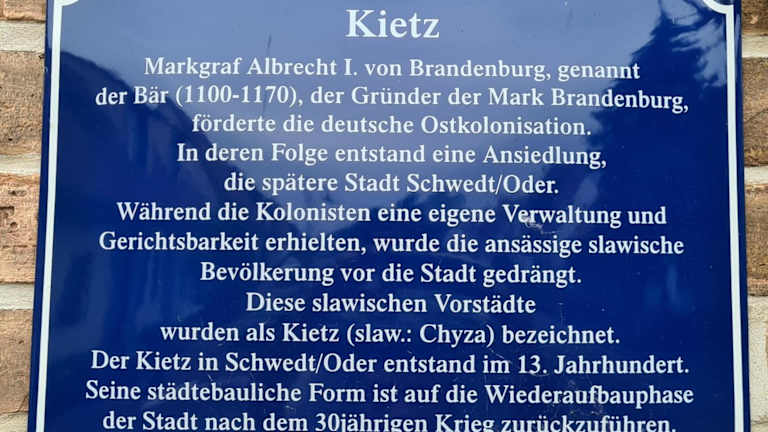 Kietz
Markgraf Albrecht I. von Brandenburg, genannt
der Bär (1100-1170), der Gründer der Mark Brandenburg,
förderte die deutsche Ostkolonisation.
In deren Folge entstand eine Ansiedlung,
die spätere Stadt Schwedt/Oder.
Während die Kolonisten eine eigene Verwaltung und
Gerichtsbarkeit erhielten, wurde die ansässige slawische
Bevölkerung vor die Stadt gedrängt.
Diese slawischen Vorstädte
wurden als Kietz (slaw.: Chyza) bezeichnet.
Der Kietz in Schwedt/Oder entstand im 13. Jahrhundert.
Seine städtebauliche Form ist auf die Wiederaufbauphase
der Stadt nach dem 30jährigen Krieg zurückzuführen.